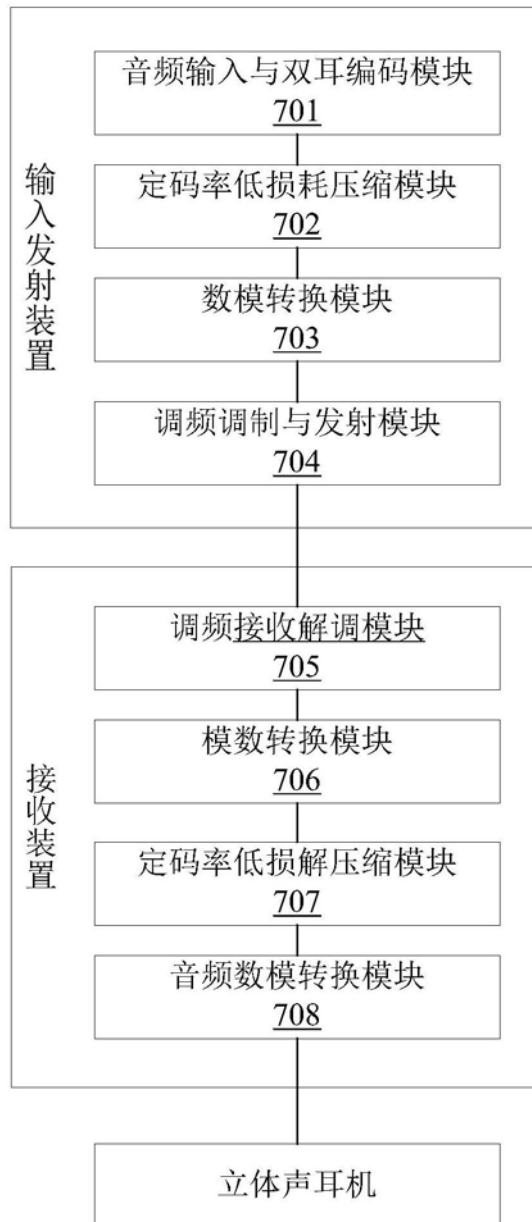 输入发射装置
音频输入与双耳编码模块
701
定码率低损耗压缩模块
702
数模转换模块
703
调频调制与发射模块
704
接收装置
调频接收解调模块
705
模数转换模块
706
定码率低损解压缩模块
707
音频数模转换模块
708
立体声耳机